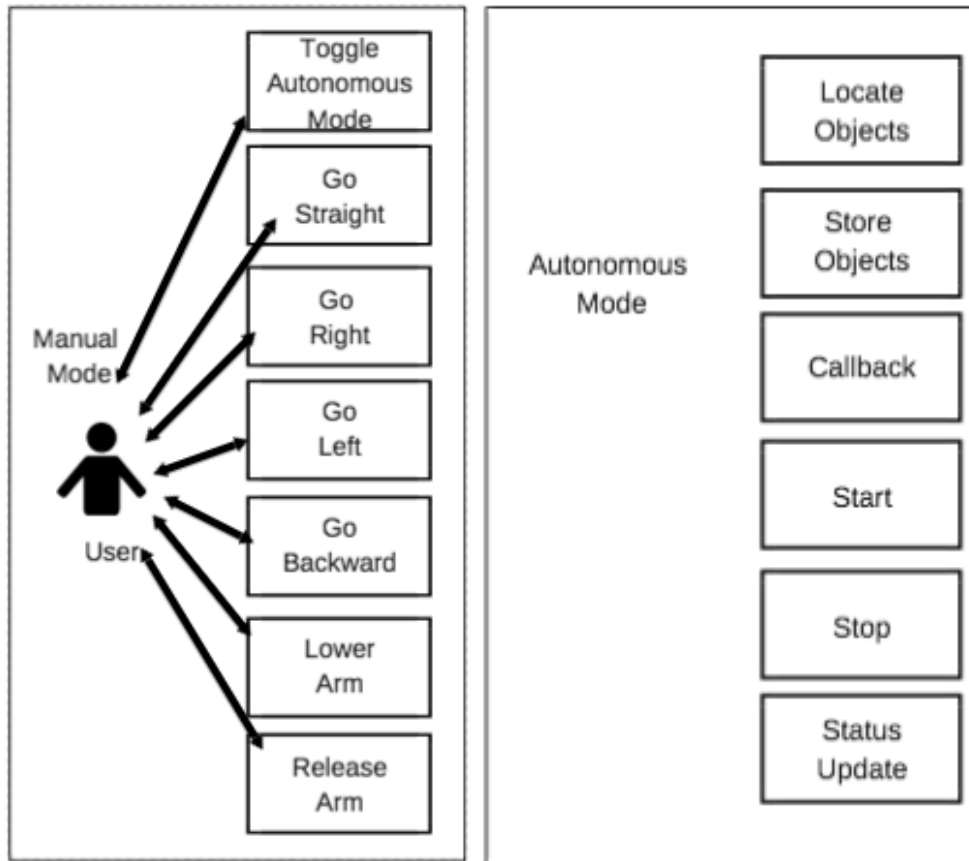 Toggle
Autonomous
Mode
Go
Straight
Go
Right
Manual
Mode
Go
Left
User
Go
Backward
Lower
Arm
Release
Arm
Autonomous
Mode
Locate
Objects
Store
Objects
Callback
Start
Stop
Status
Update